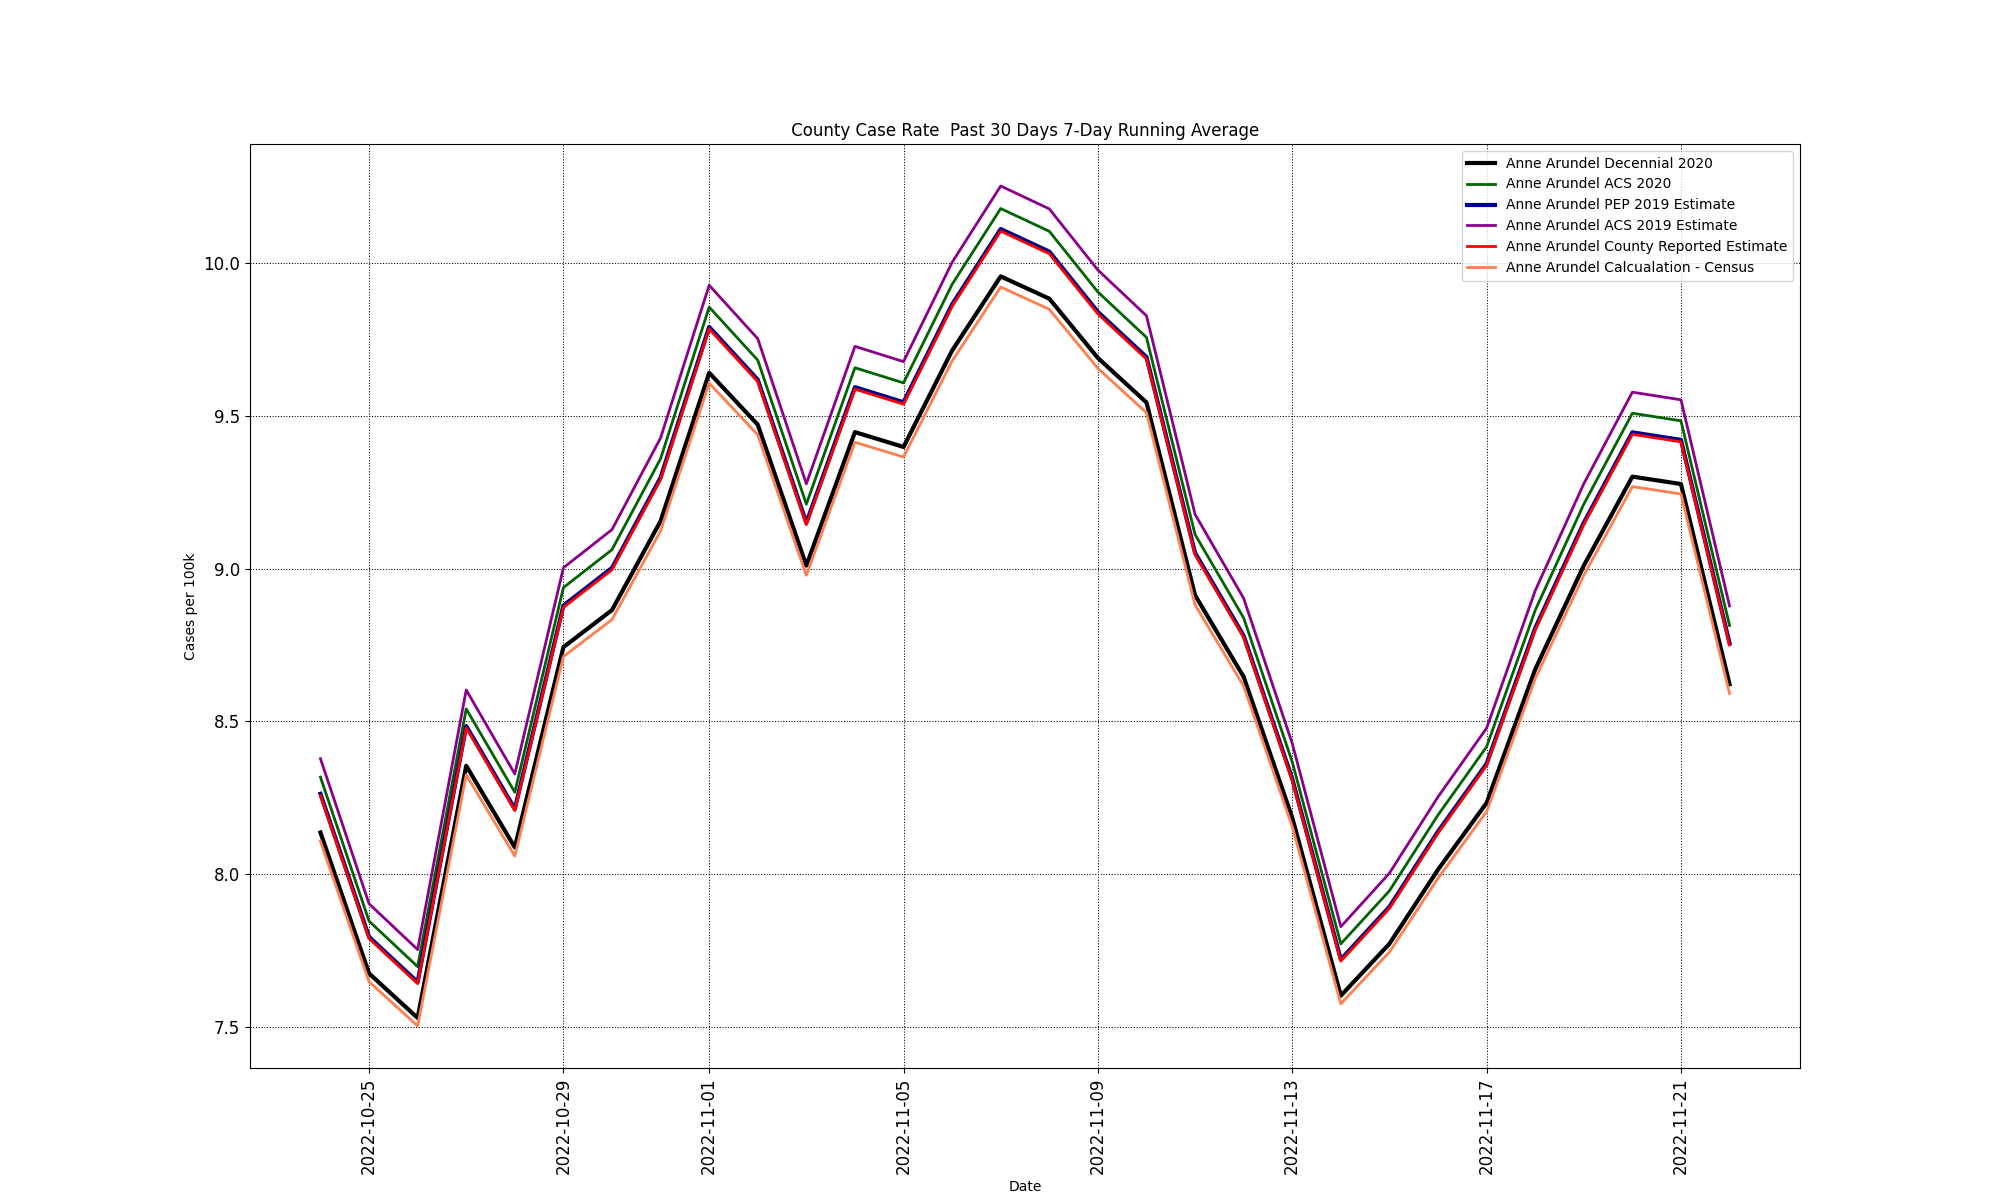 County Case Rate  Past 30 Days 7-Day Running Average
Anne Arundel Decennial 2020
Anne Arundel ACS 2020
Anne Arundel PEP 2019 Estimate
Anne Arundel ACS 2019 Estimate
Anne Arundel County Reported Estimate
Anne Arundel Calcualation - Census
Cases per 100k
10.0
9.5
9.0
8.5
8.0
7.5
2022-10-25
2022-10-29
2022-11-01
2022-11-05
2022-11-09
2022-11-13
2022-11-17
2022-11-21
Date